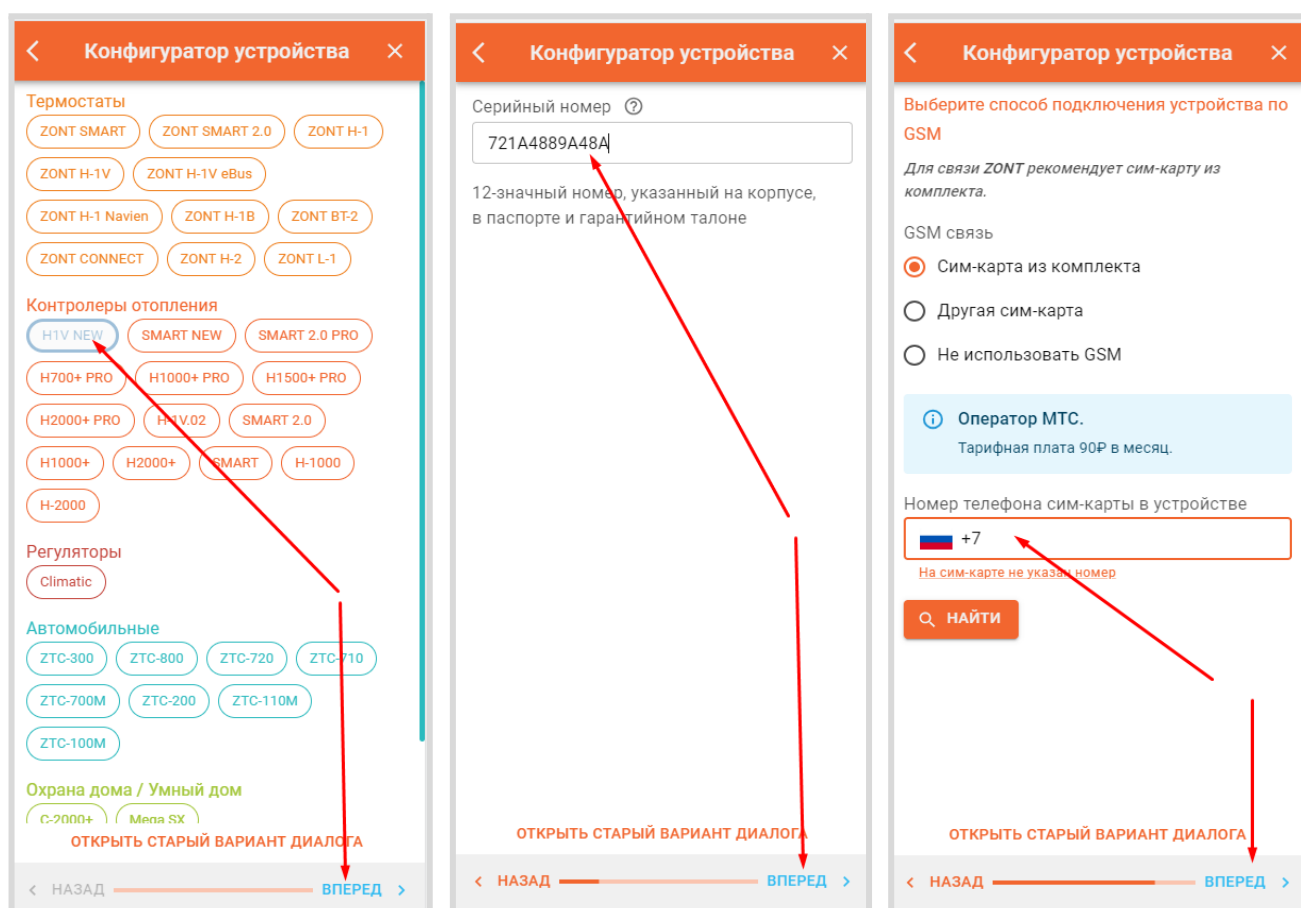 Конфигуратор устройства
Термостаты
ZONT SMART ZONT SMART 2.0 ZONT H-1
ZONT H-1V ZONT H-1V eBus
ZONT H-1 Navien ZONT H-1B ZONT BT-2
ZONT CONNECT ZONT H-2 ZONT L-1
Контролеры отопления
H1V NEW SMART NEW SMART 2.0 PRO
H700+ PRO H1000+ PRO H1500+ PRO
H2000+ PRO H-1V.02 SMART 2.0
H1000+ H2000+ SMART H-1000
H-2000
Регуляторы
Climatic
Автомобильные
ZTC-300 ZTC-800 ZTC-720 ZTC-710
ZTC-700M ZTC-200 ZTC-110M
ZTC-100M
Охрана дома / Умный дом
C-2000+ Mega SX
ОТКРЫТЬ СТАРЫЙ ВАРИАНТ ДИАЛОГА
НАЗАД ВПЕРЕД
Конфигуратор устройства
Серийный номер
721A4889A48A
12-значный номер, указанный на корпусе,
в паспорте и гарантийном талоне
ОТКРЫТЬ СТАРЫЙ ВАРИАНТ ДИАЛОГА
НАЗАД ВПЕРЕД
Конфигуратор устройства
Выберите способ подключения устройства по
GSM
Для связи ZONT рекомендует сим-карту из
комплекта.
GSM связь
Сим-карта из комплекта
Другая сим-карта
Не использовать GSM
Оператор МТС.
Тарифная плата 90₽ в месяц.
Номер телефона сим-карты в устройстве
+7
На сим-карте не указан номер
НАЙТИ
ОТКРЫТЬ СТАРЫЙ ВАРИАНТ ДИАЛОГА
НАЗАД ВПЕРЕД